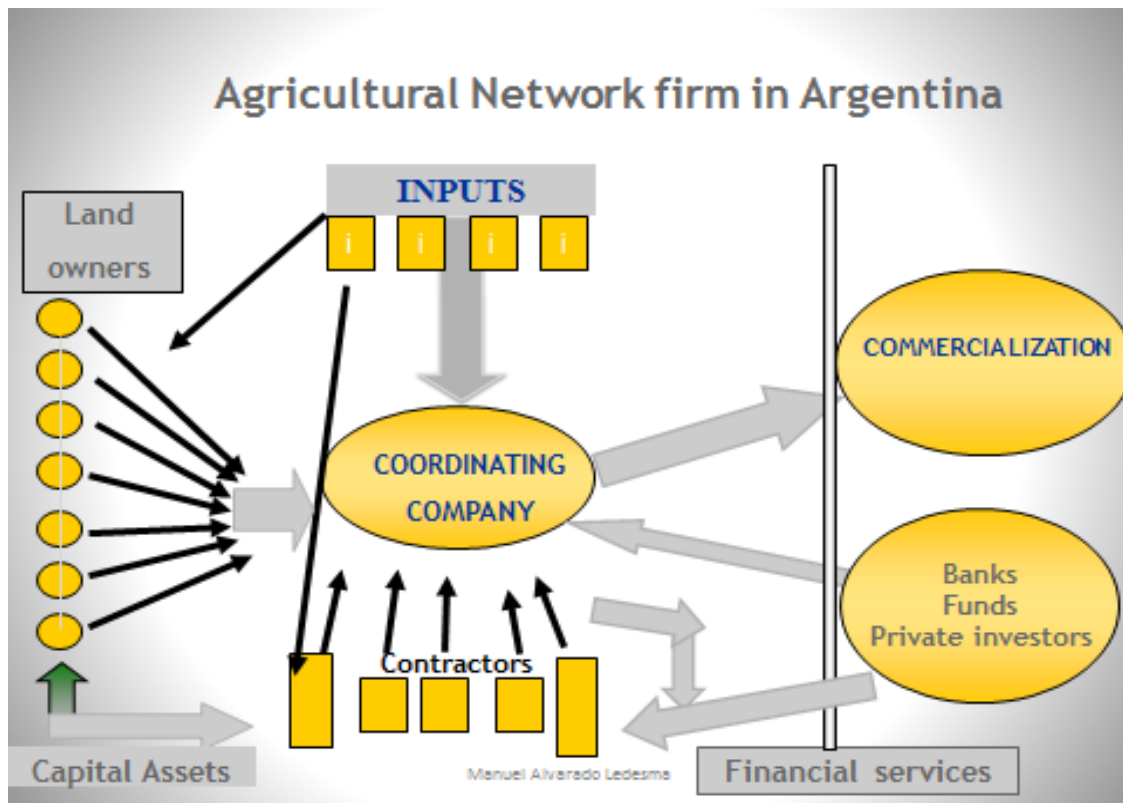 Agricultural Network firm in Argentina
INPUTS
Land
owners
i i i i
COMMERCIALIZATION
COORDINATING
COMPANY
Banks
Funds
Private investors
Contractors
Capital Assets
Manuel Alvarado Ledesma
Financial services